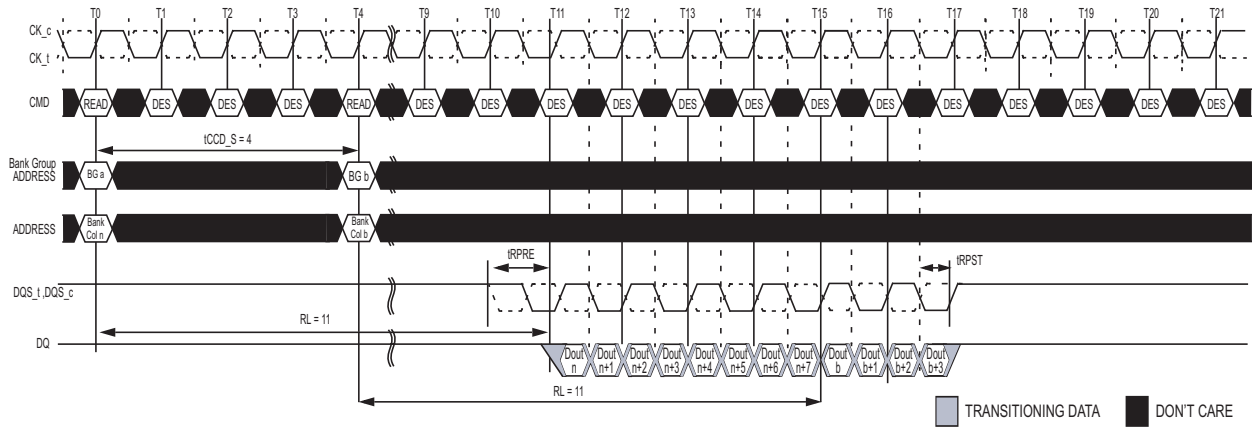 T0 T1 T2 T3 T4 T9 T10 T11 T12 T13 T14 T15 T16 T17 T18 T19 T20 T21
CK_c
CK_t
CMD READ DES DES DES READ DES DES DES DES DES DES DES DES DES DES DES DES DES
tCCD_S = 4
Bank Group
ADDRESS BG a BG b
ADDRESS Bank Col n Bank Col b
tRPRE tRPST
DQS_t ,DQS_c
RL = 11
DQ Dout n Dout n+1 Dout n+2 Dout n+3 Dout n+4 Dout n+5 Dout n+6 Dout n+7 Dout b Dout b+1 Dout b+2 Dout b+3
RL = 11
TRANSITIONING DATA DON'T CARE